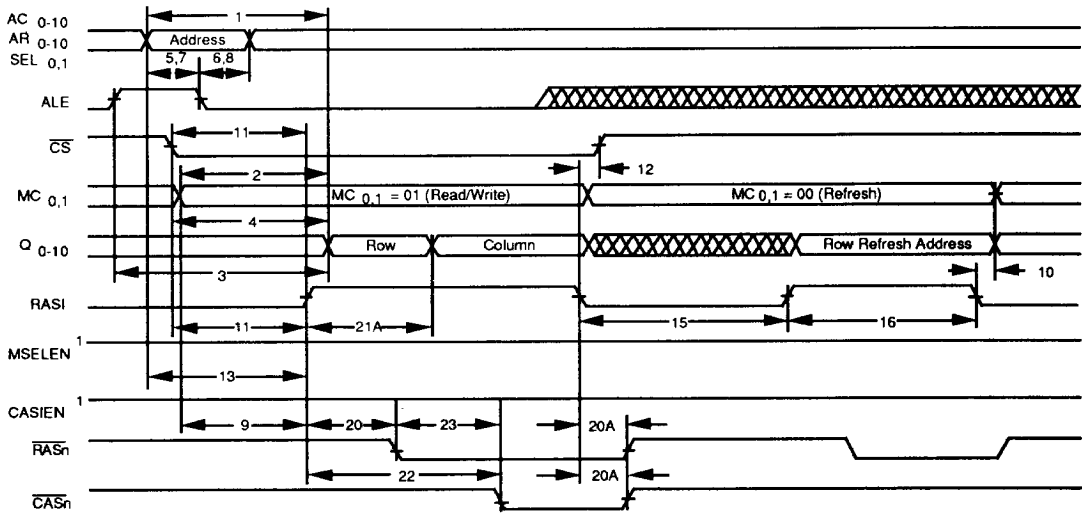 AC 0-10
1
AR 0-10
Address
SEL 0,1
5,7 6,8
ALE
11
CS
12
2
MC 0,1
MC 0,1 = 01 (Read/Write)
MC 0,1 = 00 (Refresh)
4
Q 0-10
Row
Column
Row Refresh Address
3
10
RASI
11
21A
15
16
MSELEN 1
13
CASIEN 1
9
20
23
20A
RASn
22
20A
CASn